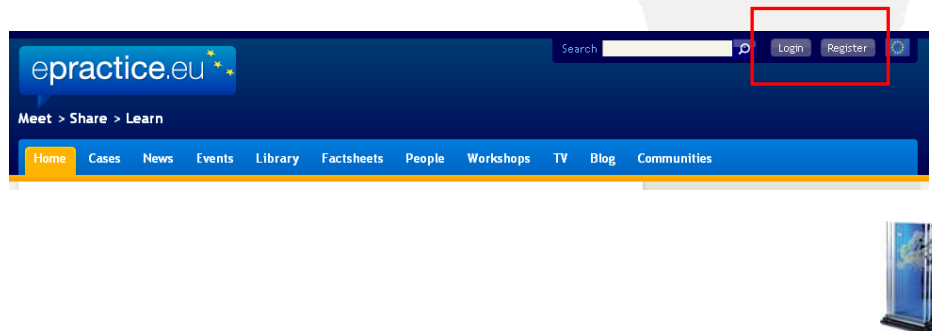 Search
Login
Register
epractice.eu
Meet > Share > Learn
Home Cases News Events Library Factsheets People Workshops TV Blog Communities